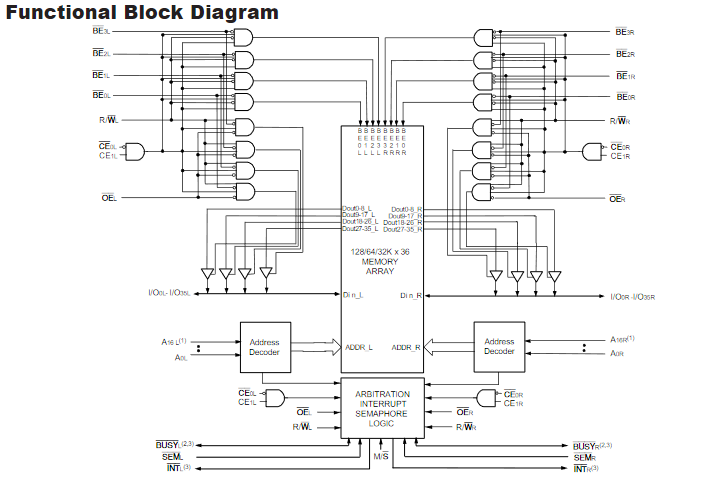 Functional Block Diagram
BE3L BE3R
BE2L BE2R
BE1L BE1R
BE0L BE0R
R/WL R/WR
CE0L CE0R
CE1L CE1R
B E 0 L
B E 1 L
B E 2 L
B E 3 L
B E 3 R
B E 2 R
B E 1 R
B E 0 R
OEL OER
Dout0-8_L Dout0-8_R
Dout9-17_L Dout9-17_R
Dout18-26_L Dout18-26_R
Dout27-35_L Dout27-35_R
128/64/32K x 36
MEMORY
ARRAY
I/O0L- I/O35L Din_L Din_R I/O0R -I/O35R
A16L(1) Address Decoder ADDR_L ADDR_R Address Decoder A16R(1)
A0L A0R
CE0L CE0R
CE1L CE1R
ARBITRATION
INTERRUPT
SEMAPHORE
LOGIC
OEL OER
R/WL R/WR
BUSYL(2,3) BUSYR(2,3)
SEML M/S SEMR
INTL(3) INTR(3)